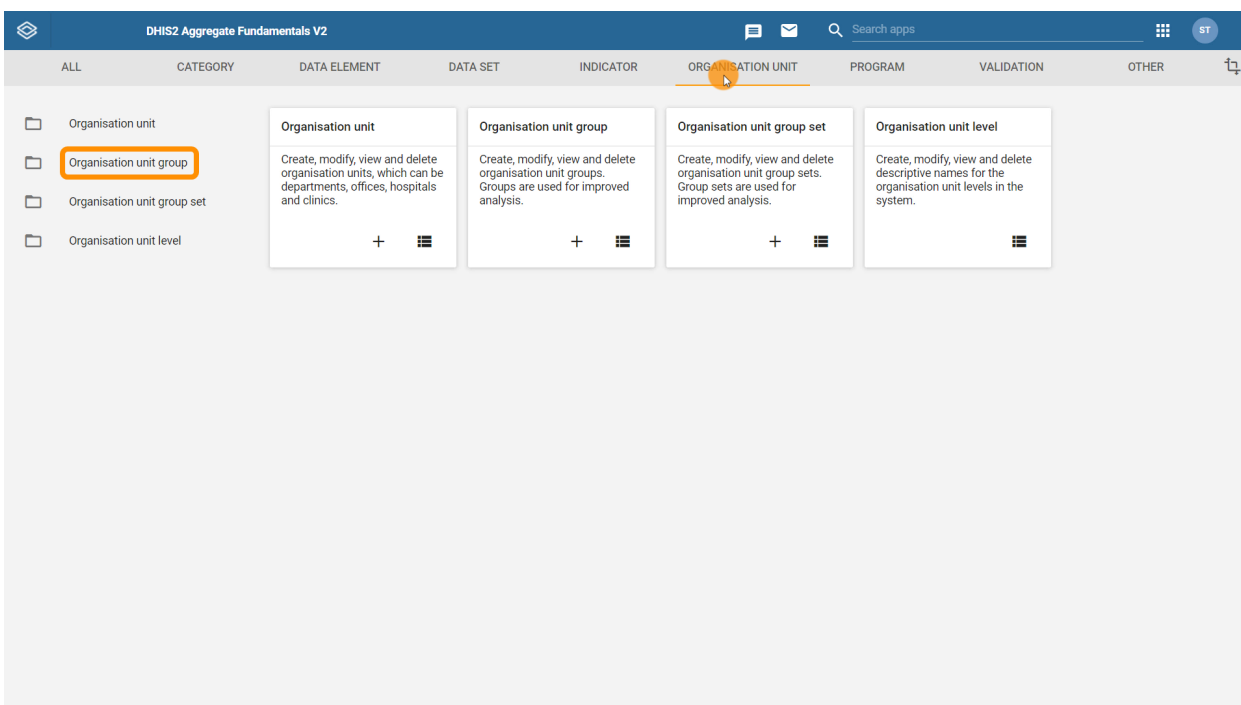 DHIS2 Aggregate Fundamentals V2
Search apps
ST
ALL
CATEGORY
DATA ELEMENT
DATA SET
INDICATOR
ORGANISATION UNIT
PROGRAM
VALIDATION
OTHER
Organisation unit
Organisation unit group
Organisation unit group set
Organisation unit level
Organisation unit
Create, modify, view and delete
organisation units, which can be
departments, offices, hospitals
and clinics.
Organisation unit group
Create, modify, view and delete
organisation unit groups.
Groups are used for improved
analysis.
Organisation unit group set
Create, modify, view and delete
organisation unit group sets.
Group sets are used for
improved analysis.
Organisation unit level
Create, modify, view and delete
descriptive names for the
organisation unit levels in the
system.